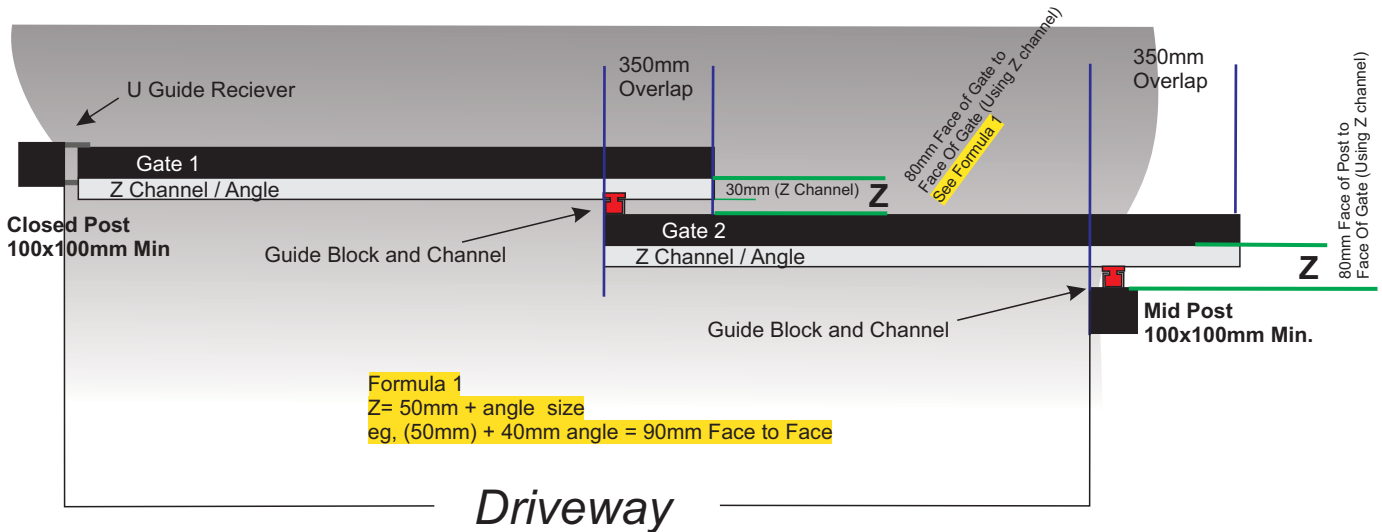 U Guide Reciever
350mm
Overlap
80mm Face of Gate to
Face Of Gate (Using Z channel)
See Formula 1
350mm
Overlap
80mm Face of Post to
Face Of Gate (Using Z channel)
Gate 1
Z Channel / Angle
30mm (Z Channel)
Z
Closed Post
100x100mm Min
Guide Block and Channel
Gate 2
Z Channel / Angle
Z
Guide Block and Channel
Mid Post
100x100mm Min.
Formula 1
Z= 50mm + angle size
eg, (50mm) + 40mm angle = 90mm Face to Face
Driveway